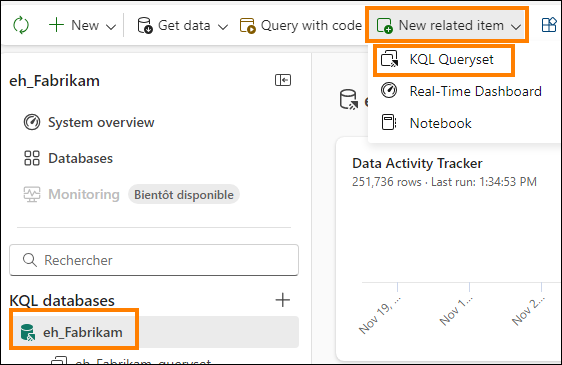 New
Get data
Query with code
New related item
KQL Queryset
Real-Time Dashboard
Notebook
eh_Fabrikam
System overview
Databases
Monitoring Bientôt disponible
Rechercher
KQL databases
eh_Fabrikam
eh_Fabrikam_queryset
Data Activity Tracker
251,736 rows · Last run: 1:34:53 PM
Nov 19, ...
Nov 1...
Nov 2...
Nov ...